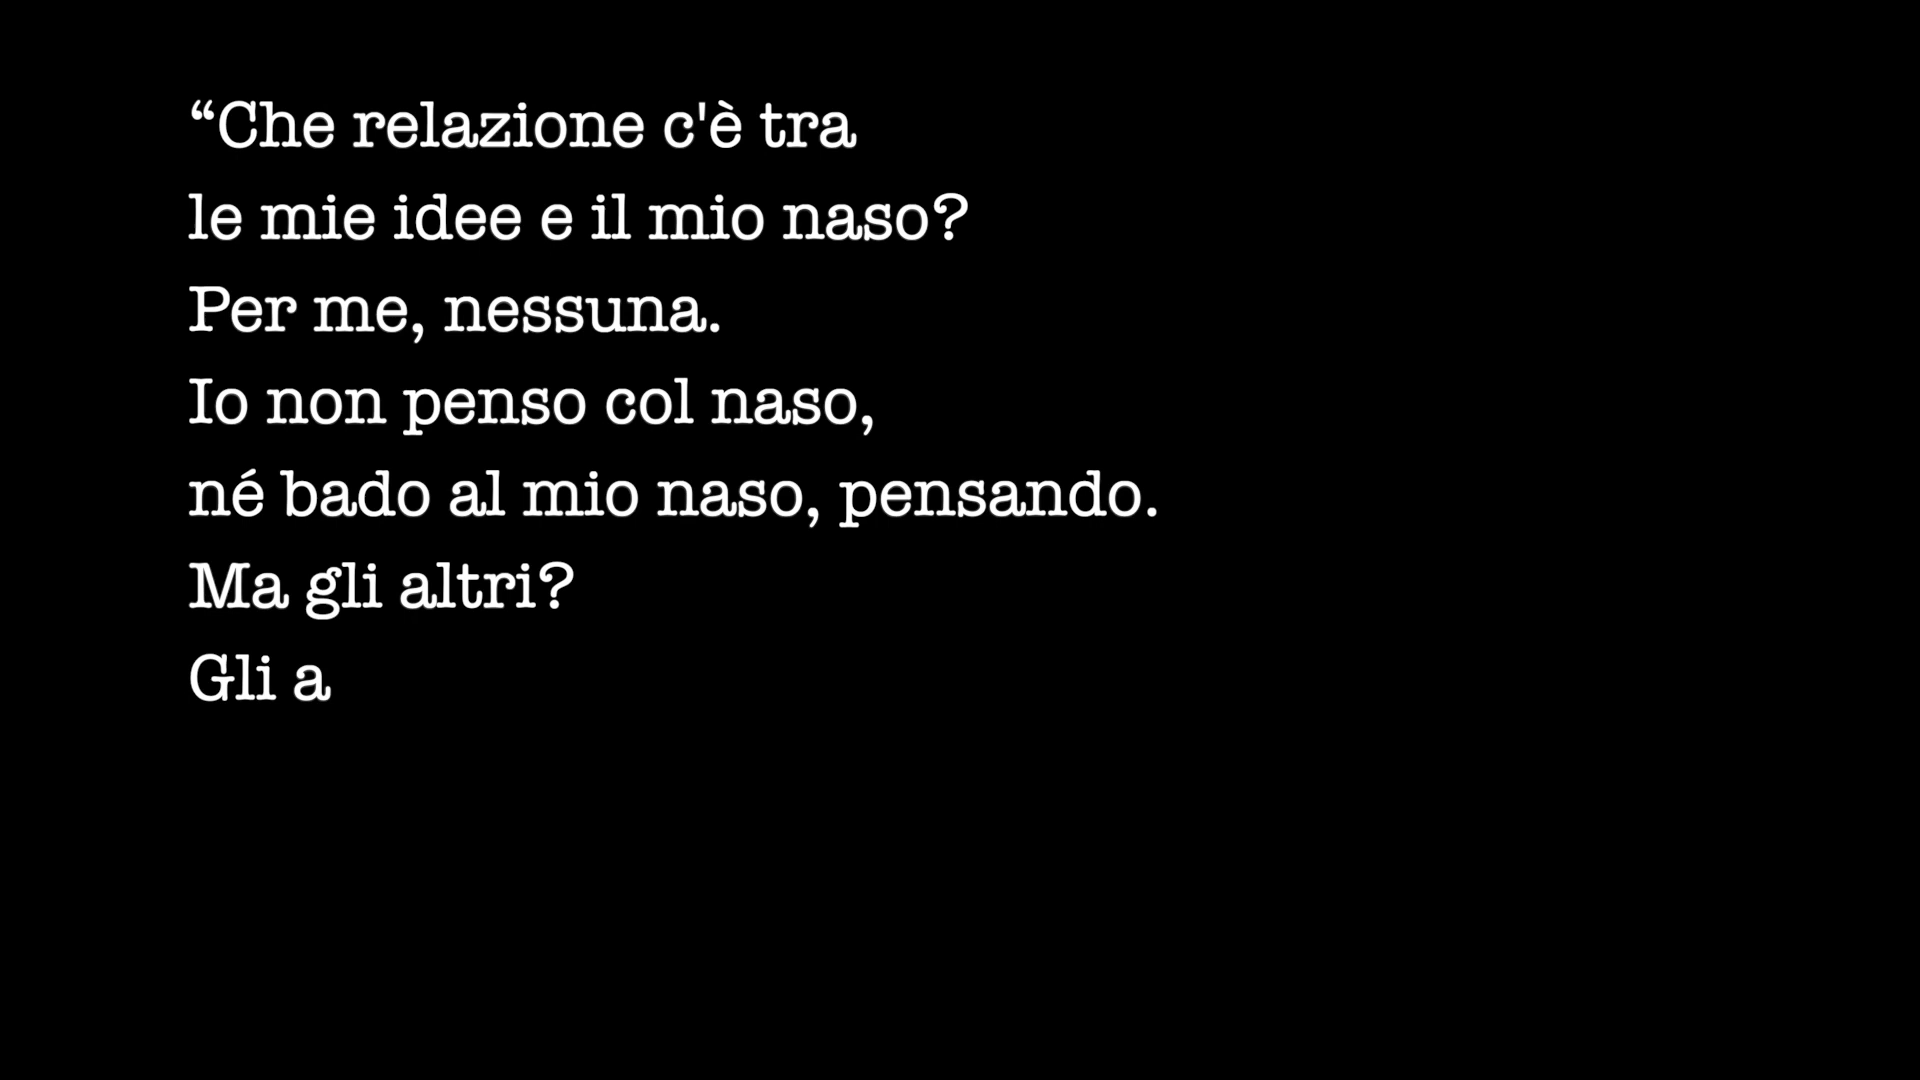 “Che relazione c'è tra
le mie idee e il mio naso?
Per me, nessuna.
Io non penso col naso,
né bado al mio naso, pensando.
Ma gli altri?
Gli a